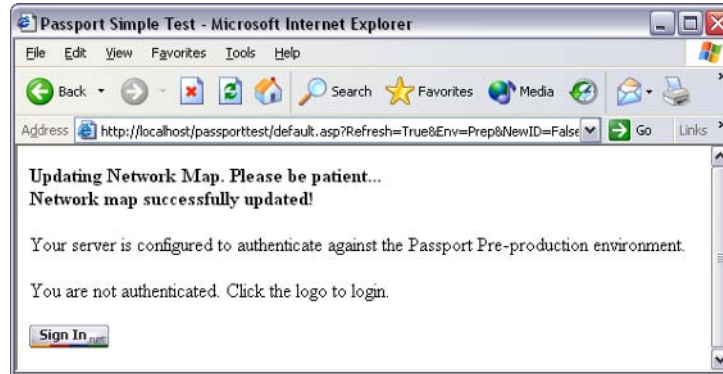 Passport Simple Test - Microsoft Internet Explorer
File Edit View Favorites Tools Help
Back Search Favorites Media
Address http://localhost/passporttest/default.asp?Refresh=True&Env=Prep&NewID=False Go Links
Updating Network Map. Please be patient...
Network map successfully updated!
Your server is configured to authenticate against the Passport Pre-production environment.
You are not authenticated. Click the logo to login.
Sign In .net